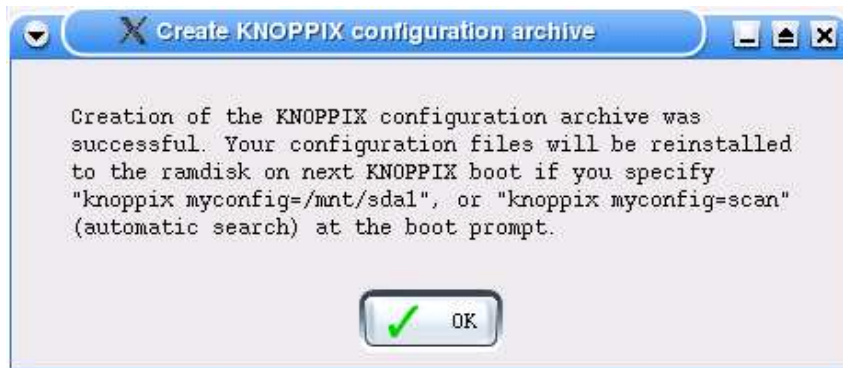 Create KNOPPIX configuration archive
Creation of the KNOPPIX configuration archive was
successful. Your configuration files will be reinstalled
to the ramdisk on next KNOPPIX boot if you specify
"knoppix myconfig=/mnt/sda1", or "knoppix myconfig=scan"
(automatic search) at the boot prompt.
OK